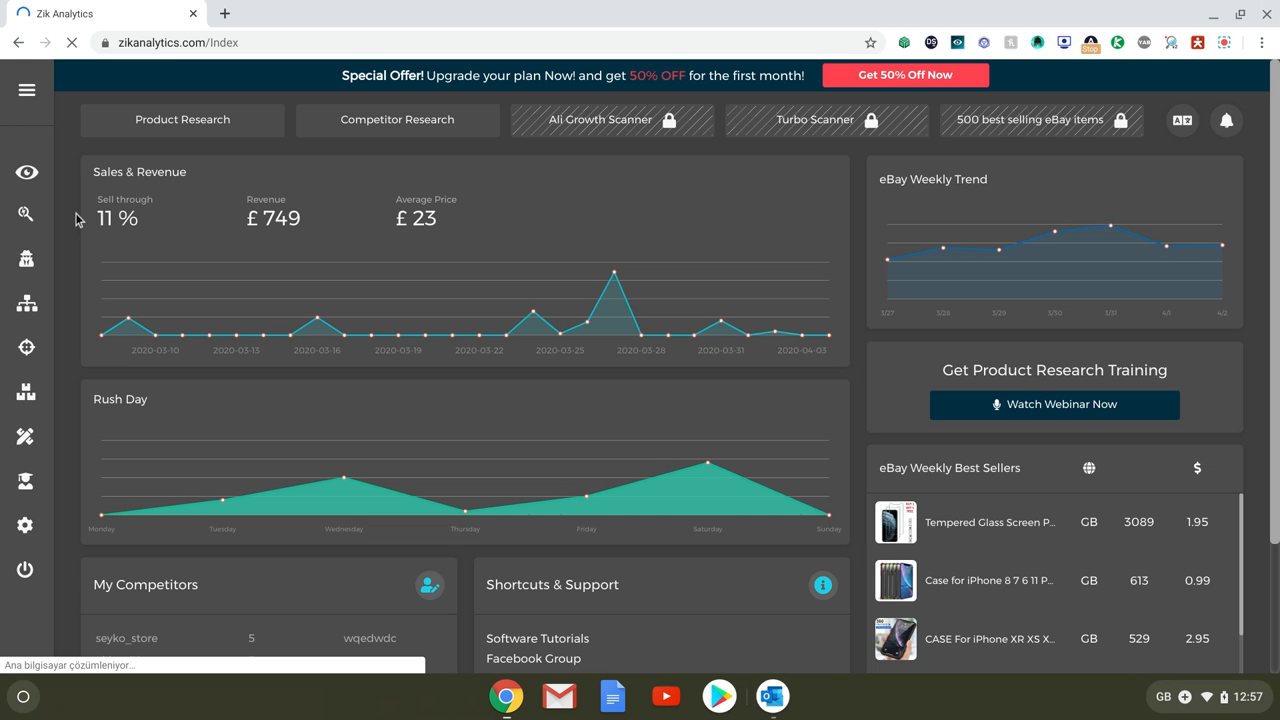 Zik Analytics
zikanalytics.com/Index
Stop
Special Offer! Upgrade your plan Now! and get 50% OFF for the first month!
Get 50% Off Now
Product Research
Competitor Research
Ali Growth Scanner
Turbo Scanner
500 best selling eBay items
Sales & Revenue
Sell through
Revenue
Average Price
11 %
£ 749
£ 23
2020-03-10
2020-03-13
2020-03-16
2020-03-19
2020-03-22
2020-03-25
2020-03-28
2020-03-31
2020-04-03
eBay Weekly Trend
3/27
3/28
3/29
3/30
3/31
4/1
4/2
Get Product Research Training
Watch Webinar Now
Rush Day
Monday
Tuesday
Wednesday
Thursday
Friday
Saturday
Sunday
eBay Weekly Best Sellers
$
Tempered Glass Screen P...
GB
3089
1.95
Case for iPhone 8 7 6 11 P...
GB
613
0.99
CASE For iPhone XR XS X...
GB
529
2.95
My Competitors
seyko_store
5
wqedwdc
Shortcuts & Support
Software Tutorials
Facebook Group
Ana bilgisayar çözümleniyor...
GB
12:57